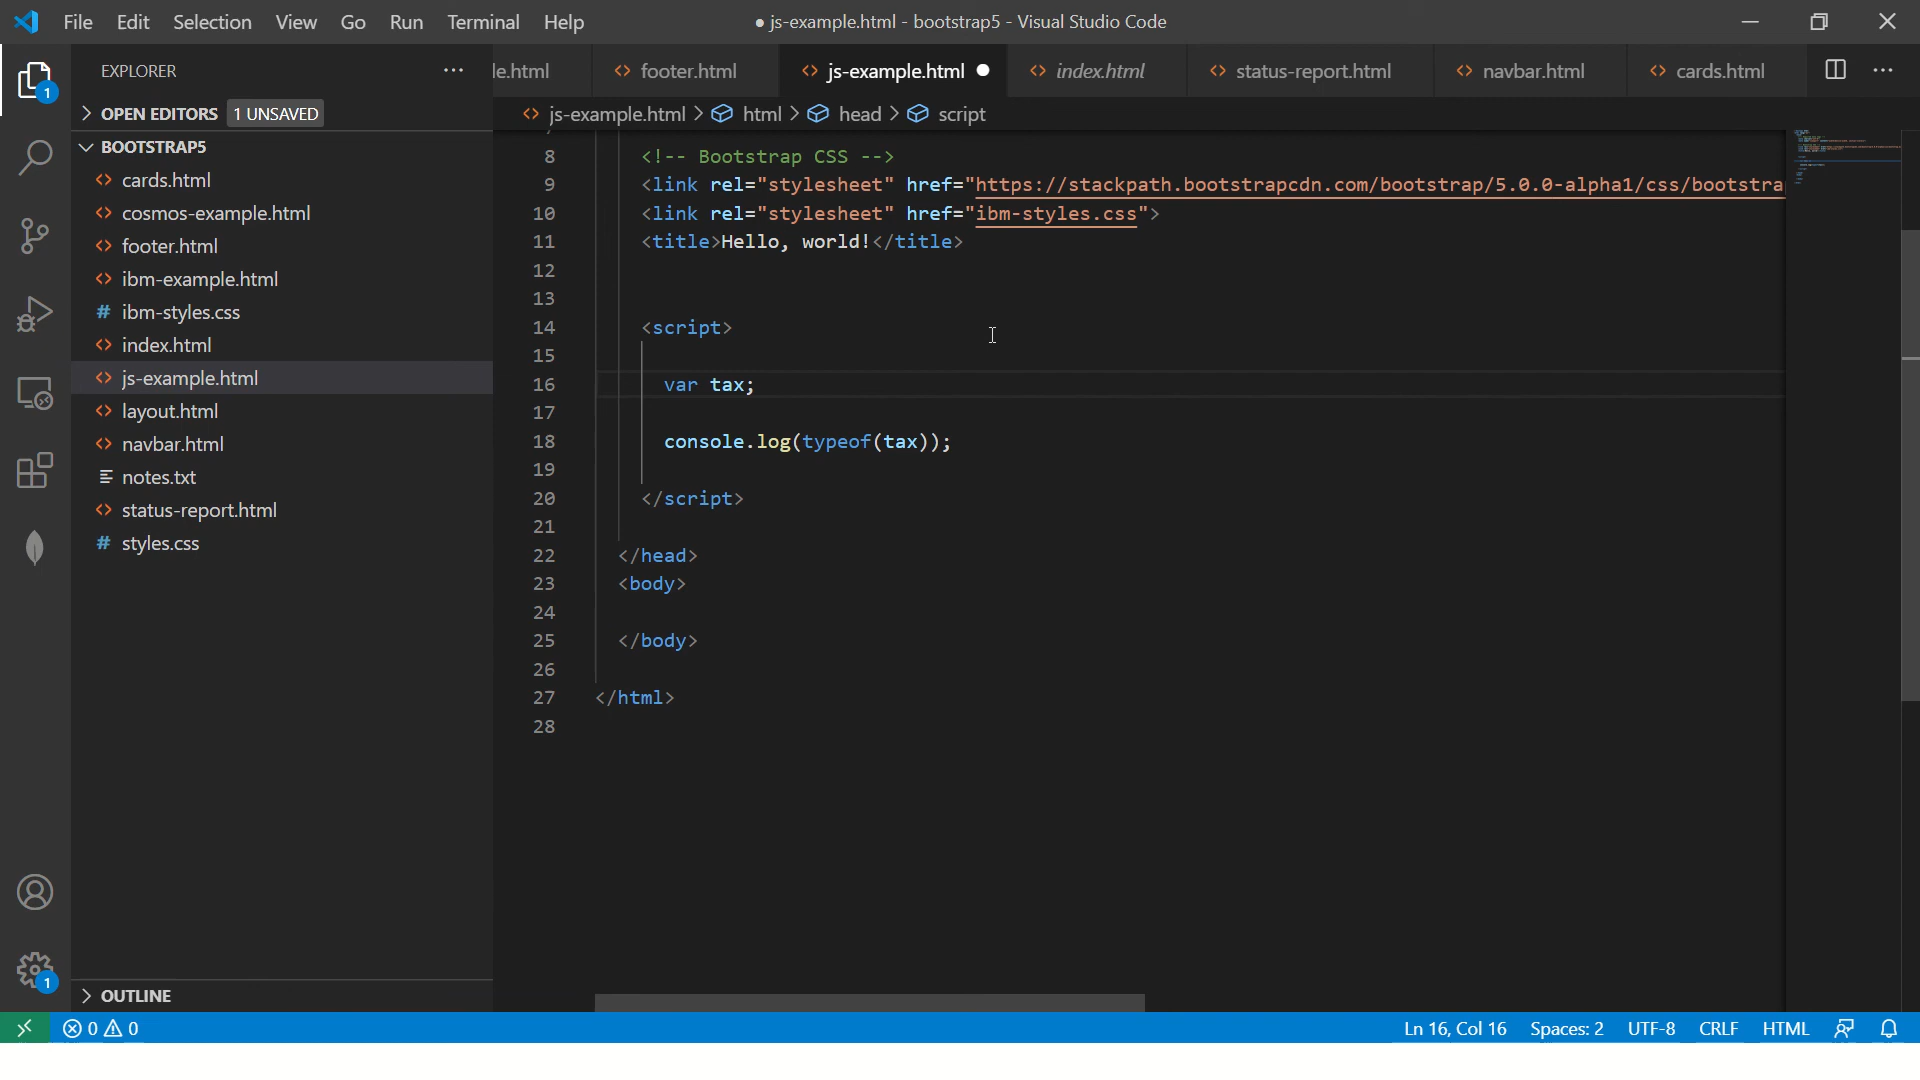 File Edit Selection View Go Run Terminal Help
● js-example.html - bootstrap5 - Visual Studio Code
EXPLORER
OPEN EDITORS 1 UNSAVED
BOOTSTRAP5
cards.html
cosmos-example.html
footer.html
ibm-example.html
# ibm-styles.css
index.html
js-example.html
layout.html
navbar.html
notes.txt
status-report.html
# styles.css
OUTLINE
le.html footer.html js-example.html index.html status-report.html navbar.html cards.html
js-example.html > html > head > script
8 <!-- Bootstrap CSS -->
9 <link rel="stylesheet" href="https://stackpath.bootstrapcdn.com/bootstrap/5.0.0-alpha1/css/bootstra
10 <link rel="stylesheet" href="ibm-styles.css">
11 <title>Hello, world!</title>
12
13
14 <script>
15
16 var tax;
17
18 console.log(typeof(tax));
19
20 </script>
21
22 </head>
23 <body>
24
25 </body>
26
27 </html>
28
1
1
0 0
Ln 16, Col 16 Spaces: 2 UTF-8 CRLF HTML